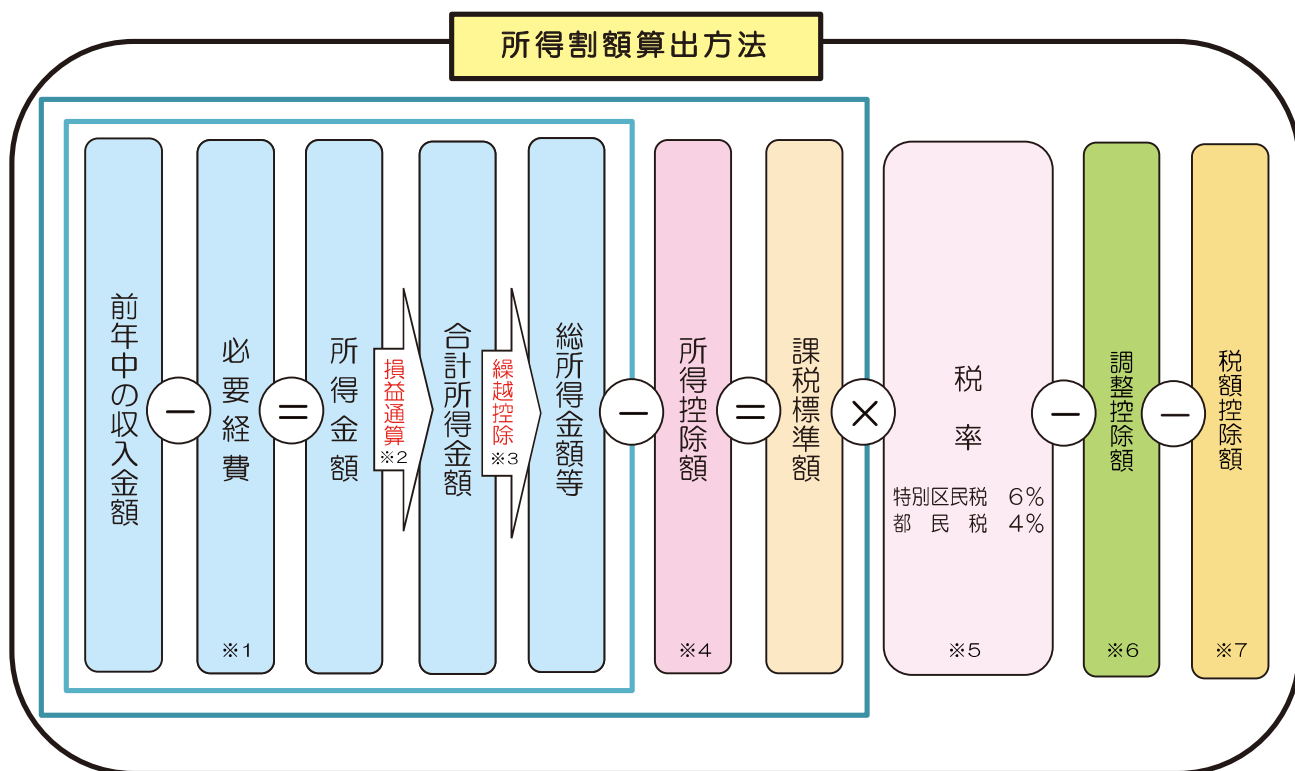 所得割額算出方法
前年中の収入金額
－
必要経費
※1
＝
所得金額
損益通算
※2
合計所得金額
繰越控除
※3
総所得金額等
－
所得控除額
※4
＝
課税標準額
×
税率
特別区民税　6%
都　民　税　4%
※5
－
調整控除額
※6
－
税額控除額
※7